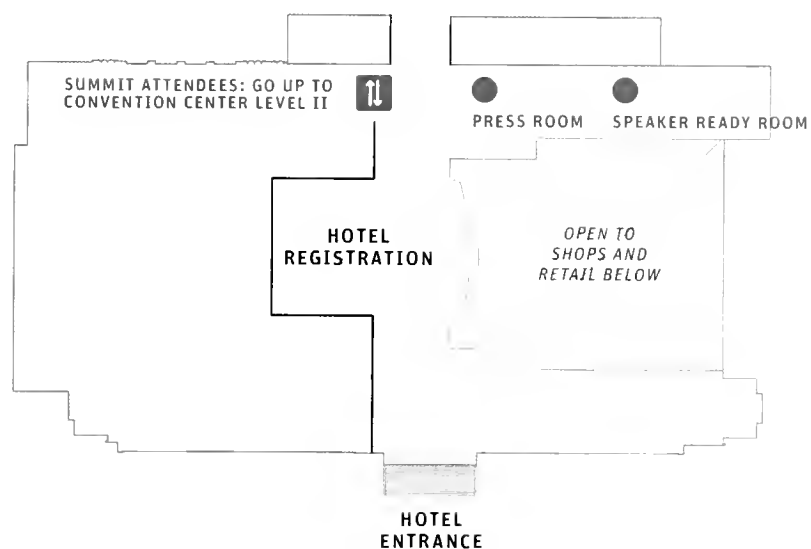 SUMMIT ATTENDEES: GO UP TO
CONVENTION CENTER LEVEL II
PRESS ROOM
SPEAKER READY ROOM
HOTEL
REGISTRATION
OPEN TO
SHOPS AND
RETAIL BELOW
HOTEL
ENTRANCE